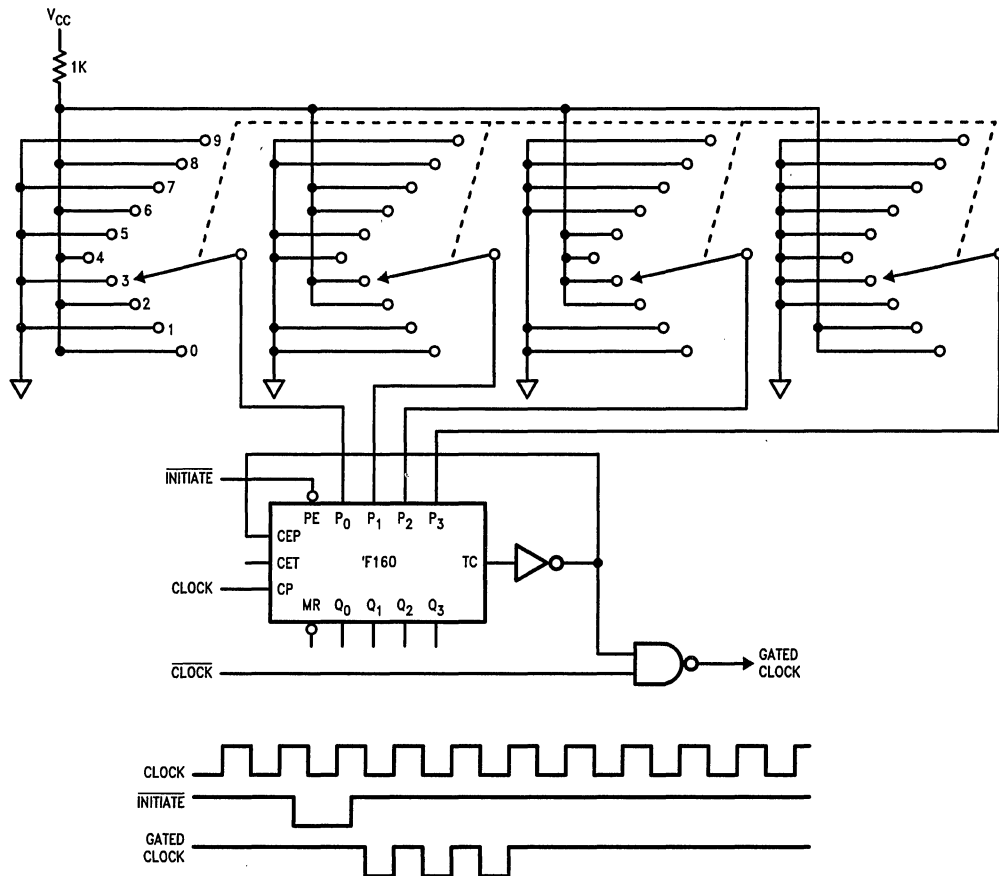 VCC
1K
9
8
7
6
5
4
3
2
1
0
INITIATE
PE P0 P1 P2 P3
CEP
CET 'F160 TC
CLOCK CP
MR Q0 Q1 Q2 Q3
CLOCK
GATED
CLOCK
CLOCK
INITIATE
GATED
CLOCK